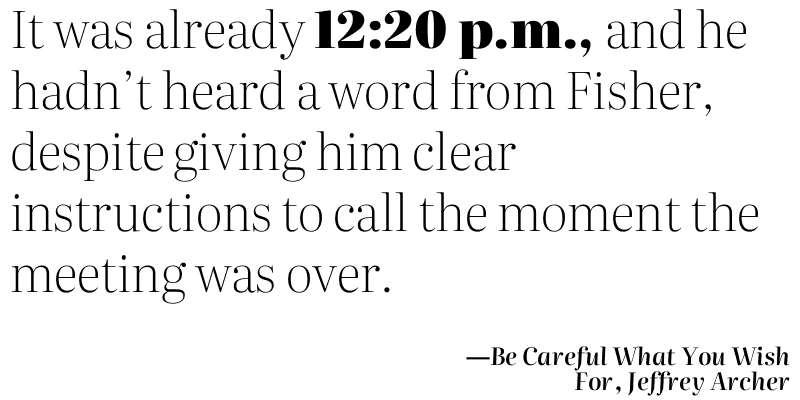 It was already 12:20 p.m., and he
hadn’t heard a word from Fisher,
despite giving him clear
instructions to call the moment the
meeting was over.
—Be Careful What You Wish
For, Jeffrey Archer